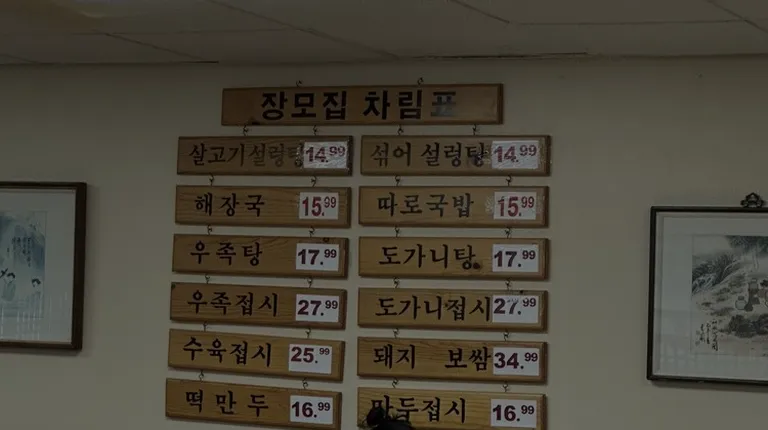 장모집 차림표
살고기설렁탕 14.99 섞어 설렁탕 14.99
해장국 15.99 따로국밥 15.99
우족탕 17.99 도가니탕 17.99
우족접시 27.99 도가니접시 27.99
수육접시 25.99 돼지 보쌈 34.99
떡만두 16.99 만두접시 16.99